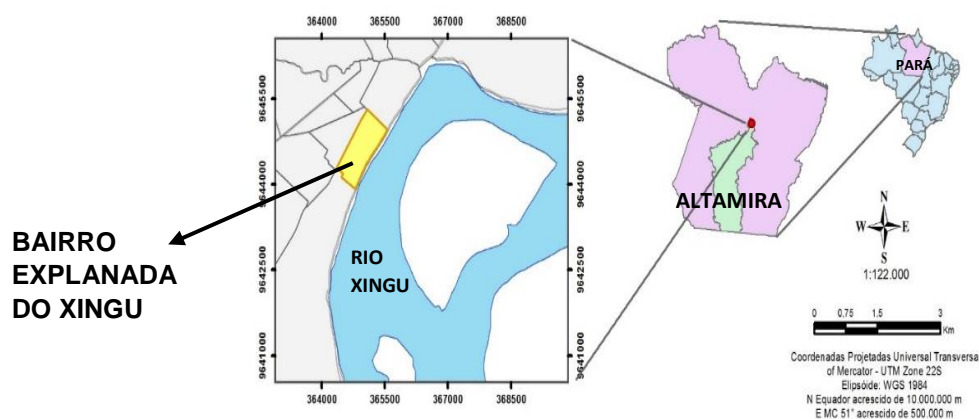 364000 365500 367000 368500
9645500
9644000
9642500
9641000
364000 365500 367000 368500
9645500
9644000
9642500
9641000
BAIRRO
EXPLANADA
DO XINGU
RIO
XINGU
ALTAMIRA
PARÁ
N
W E
S
1:122.000
0 0,75 1,5 3
Km
Coordenadas Projetadas Universal Transversa
of Mercator - UTM Zone 22S
Elipsóide: WGS 1984
N Equador acrescido de 10.000.000 m
E MC 51° acrescido de 500.000 m